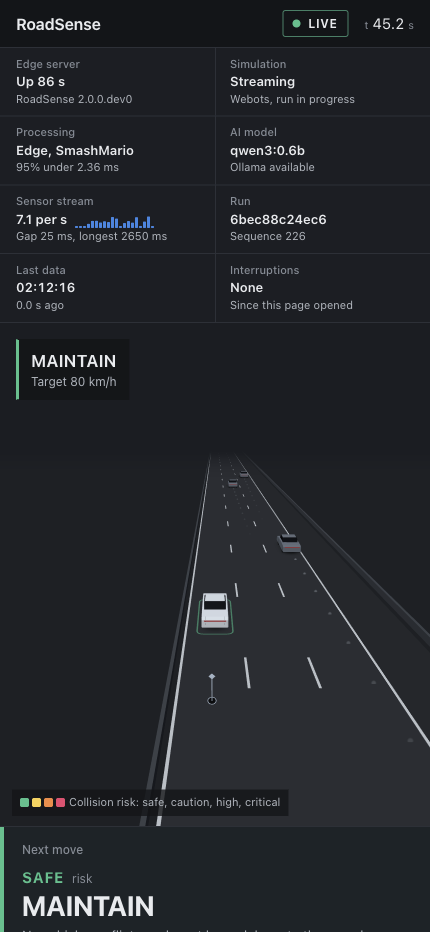 RoadSense
LIVE
t 45.2 s
Edge server
Up 86 s
RoadSense 2.0.0.dev0
Simulation
Streaming
Webots, run in progress
Processing
Edge, SmashMario
95% under 2.36 ms
AI model
qwen3:0.6b
Ollama available
Sensor stream
7.1 per s
Gap 25 ms, longest 2650 ms
Run
6bec88c24ec6
Sequence 226
Last data
02:12:16
0.0 s ago
Interruptions
None
Since this page opened
MAINTAIN
Target 80 km/h
Collision risk: safe, caution, high, critical
Next move
SAFE risk
MAINTAIN